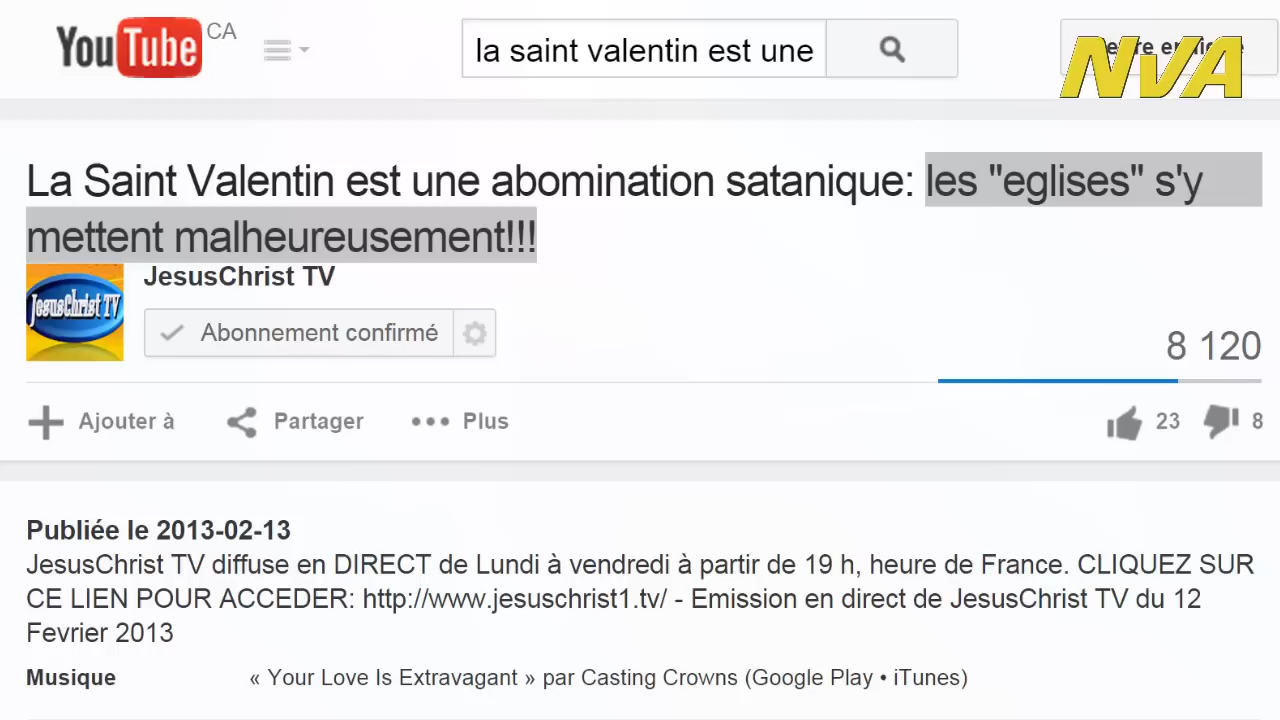 YouTube CA
la saint valentin est une
NVA
La Saint Valentin est une abomination satanique: les "eglises" s'y
mettent malheureusement!!!
JesusChrist TV
JesusChrist TV
Abonnement confirmé
8 120
Ajouter à
Partager
Plus
23
8
Publiée le 2013-02-13
JesusChrist TV diffuse en DIRECT de Lundi à vendredi à partir de 19 h, heure de France. CLIQUEZ SUR
CE LIEN POUR ACCEDER: http://www.jesuschrist1.tv/ - Emission en direct de JesusChrist TV du 12
Fevrier 2013
Musique « Your Love Is Extravagant » par Casting Crowns (Google Play • iTunes)